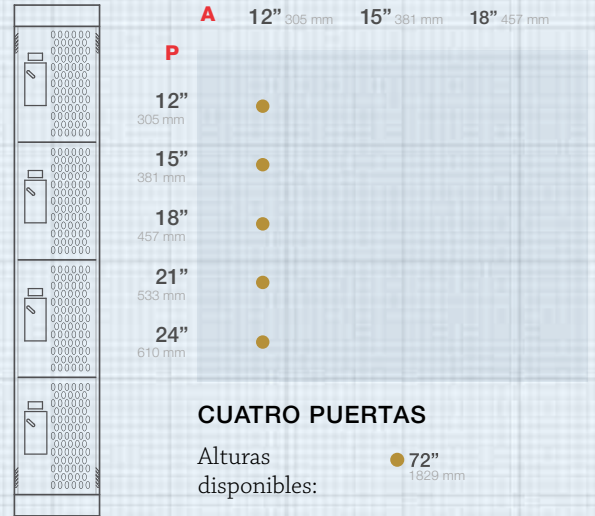 A 12” 305 mm 15” 381 mm 18” 457 mm
P
12”
305 mm
15”
381 mm
18”
457 mm
21”
533 mm
24”
610 mm
CUATRO PUERTAS
Alturas
disponibles:
72”
1829 mm